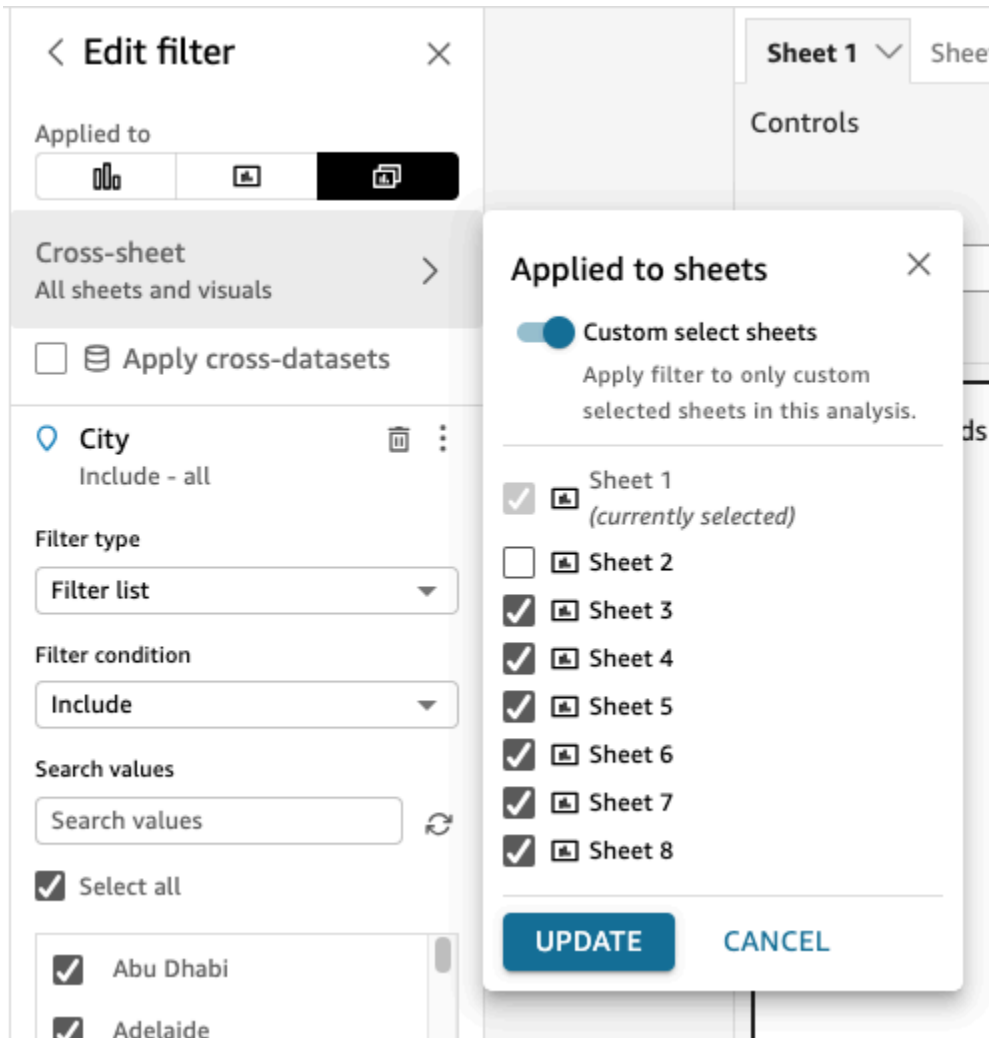 Edit filter
Applied to
Cross-sheet
All sheets and visuals
Apply cross-datasets
City
Include - all
Filter type
Filter list
Filter condition
Include
Search values
Search values
Select all
Abu Dhabi
Adelaide
Sheet 1
Controls
Applied to sheets
Custom select sheets
Apply filter to only custom
selected sheets in this analysis.
Sheet 1
(currently selected)
Sheet 2
Sheet 3
Sheet 4
Sheet 5
Sheet 6
Sheet 7
Sheet 8
UPDATE
CANCEL